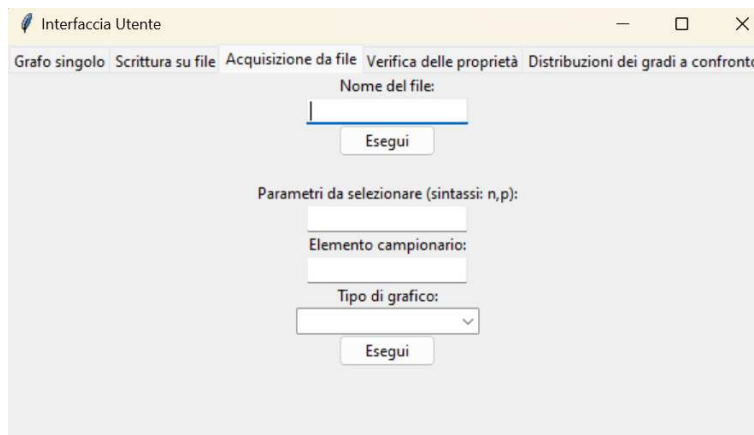 Interfaccia Utente
Grafo singolo Scrittura su file Acquisizione da file Verifica delle proprietà Distribuzioni dei gradi a confronto
Nome del file:
Esegui
Parametri da selezionare (sintassi: n,p):
Elemento campionario:
Tipo di grafico:
Esegui